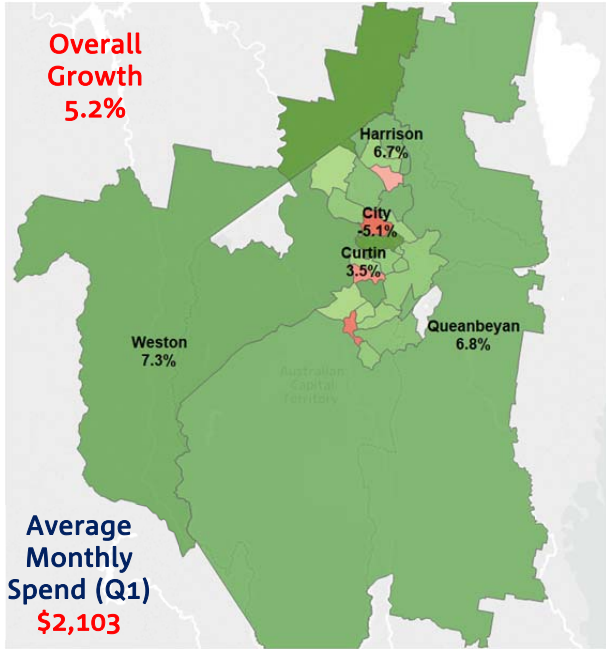 Overall
Growth
5.2%
Harrison
6.7%
City
-5.1%
Curtin
3.5%
Queanbeyan
6.8%
Weston
7.3%
Australian
Capital
Territory
Average
Monthly
Spend (Q1)
$2,103